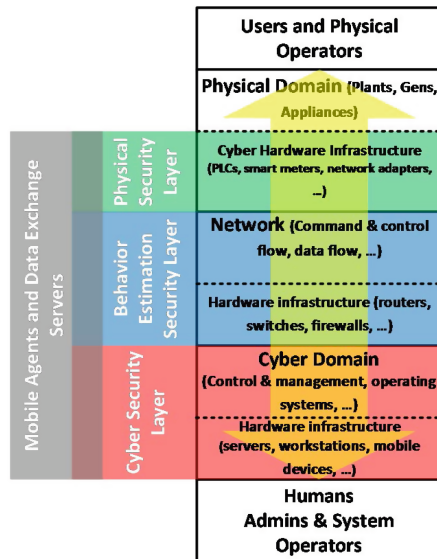 Users and Physical
Operators
Physical Domain (Plants, Gens,
Appliances)
Cyber Hardware Infrastructure
(PLCs, smart meters, network adapters,
...)
Network (Command & control
flow, data flow, ...)
Hardware infrastructure (routers,
switches, firewalls, ...)
Cyber Domain
(Control & management, operating
systems, ...)
Hardware infrastructure
(servers, workstations, mobile
devices, ...)
Humans
Admins & System
Operators
Mobile Agents and Data Exchange
Servers
Physical
Security
Layer
Behavior
Estimation
Security Layer
Cyber Security
Layer